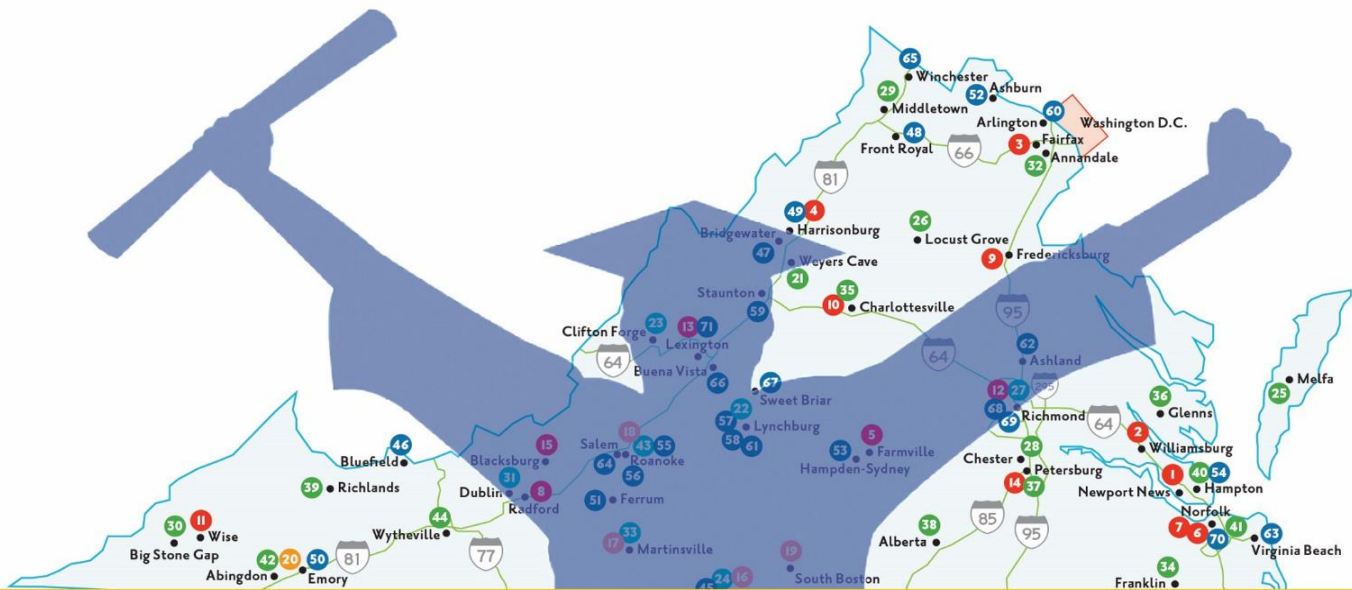 65
Winchester
52
Ashburn
29
Middletown
60
Arlington
Washington D.C.
48
Front Royal
66
3
Fairfax
Annandale
32
81
49
4
Harrisonburg
Bridgewater
47
26
Locust Grove
9
Fredericksburg
Weyers Cave
21
Staunton
59
35
10
Charlottesville
95
Clifton Forge
23
13
71
Lexington
64
Buena Vista
66
64
62
Ashland
67
Sweet Briar
12
27
295
68
69
Richmond
64
36
Glenns
25
Melfa
22
57
Lynchburg
58
61
5
Farmville
53
Hampden-Sydney
2
Williamsburg
46
Bluefield
15
Blacksburg
18
Salem
43
55
64
Roanoke
56
28
Chester
Petersburg
14
37
1
40
54
Newport News
Hampton
39
Richlands
31
Dublin
8
Radford
51
Ferrum
30
11
Wise
Big Stone Gap
44
Wytheville
85
95
Norfolk
7
6
70
41
63
Virginia Beach
38
Alberta
17
33
Martinsville
19
South Boston
42
20
50
Abingdon
Emory
81
77
45
24
16
34
Franklin